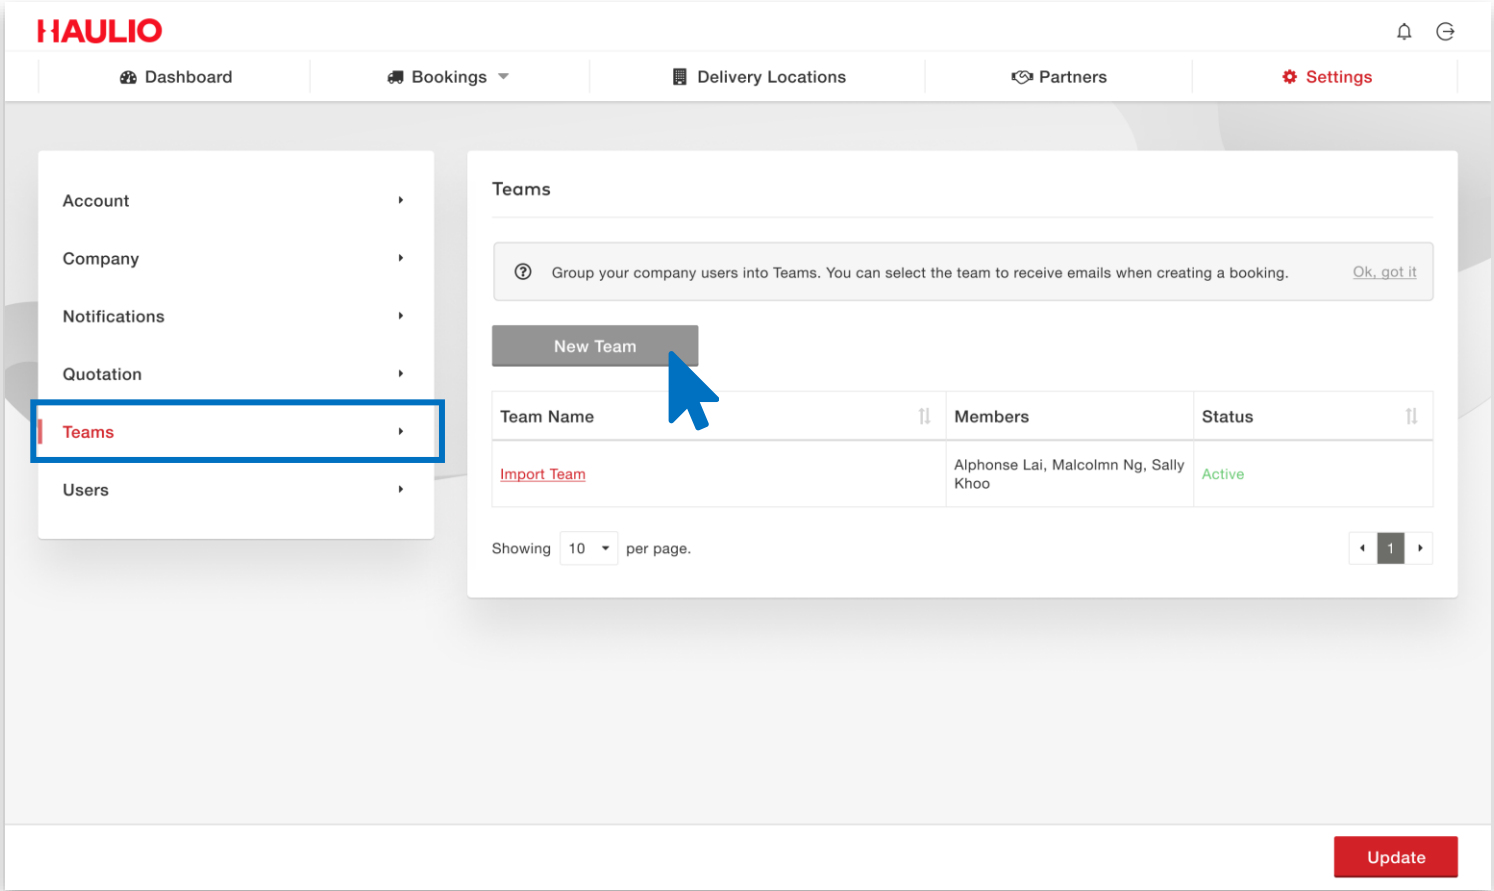 HAULIO
Dashboard
Bookings
Delivery Locations
Partners
Settings
Account
Company
Notifications
Quotation
Teams
Users
Teams
Group your company users into Teams. You can select the team to receive emails when creating a booking.
Ok, got it
New Team
Team Name
Members
Status
Import Team
Alphonse Lai, Malcolmn Ng, Sally
Khoo
Active
Showing 10 per page.
1
Update